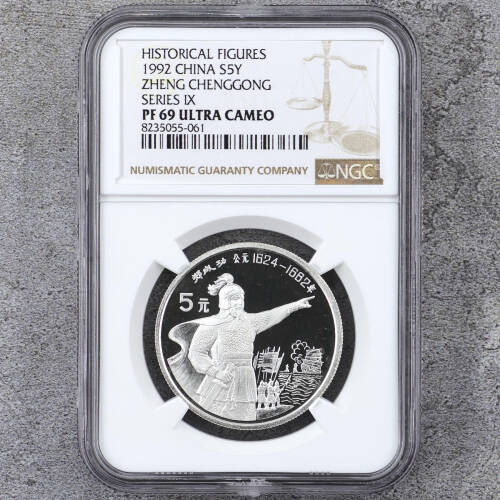 HISTORICAL FIGURES
1992 CHINA S5Y
ZHENG CHENGGONG
SERIES IX
PF 69 ULTRA CAMEO
8235055-061
NUMISMATIC GUARANTY COMPANY
NGC
郑成功 公元1624-1662年
5元